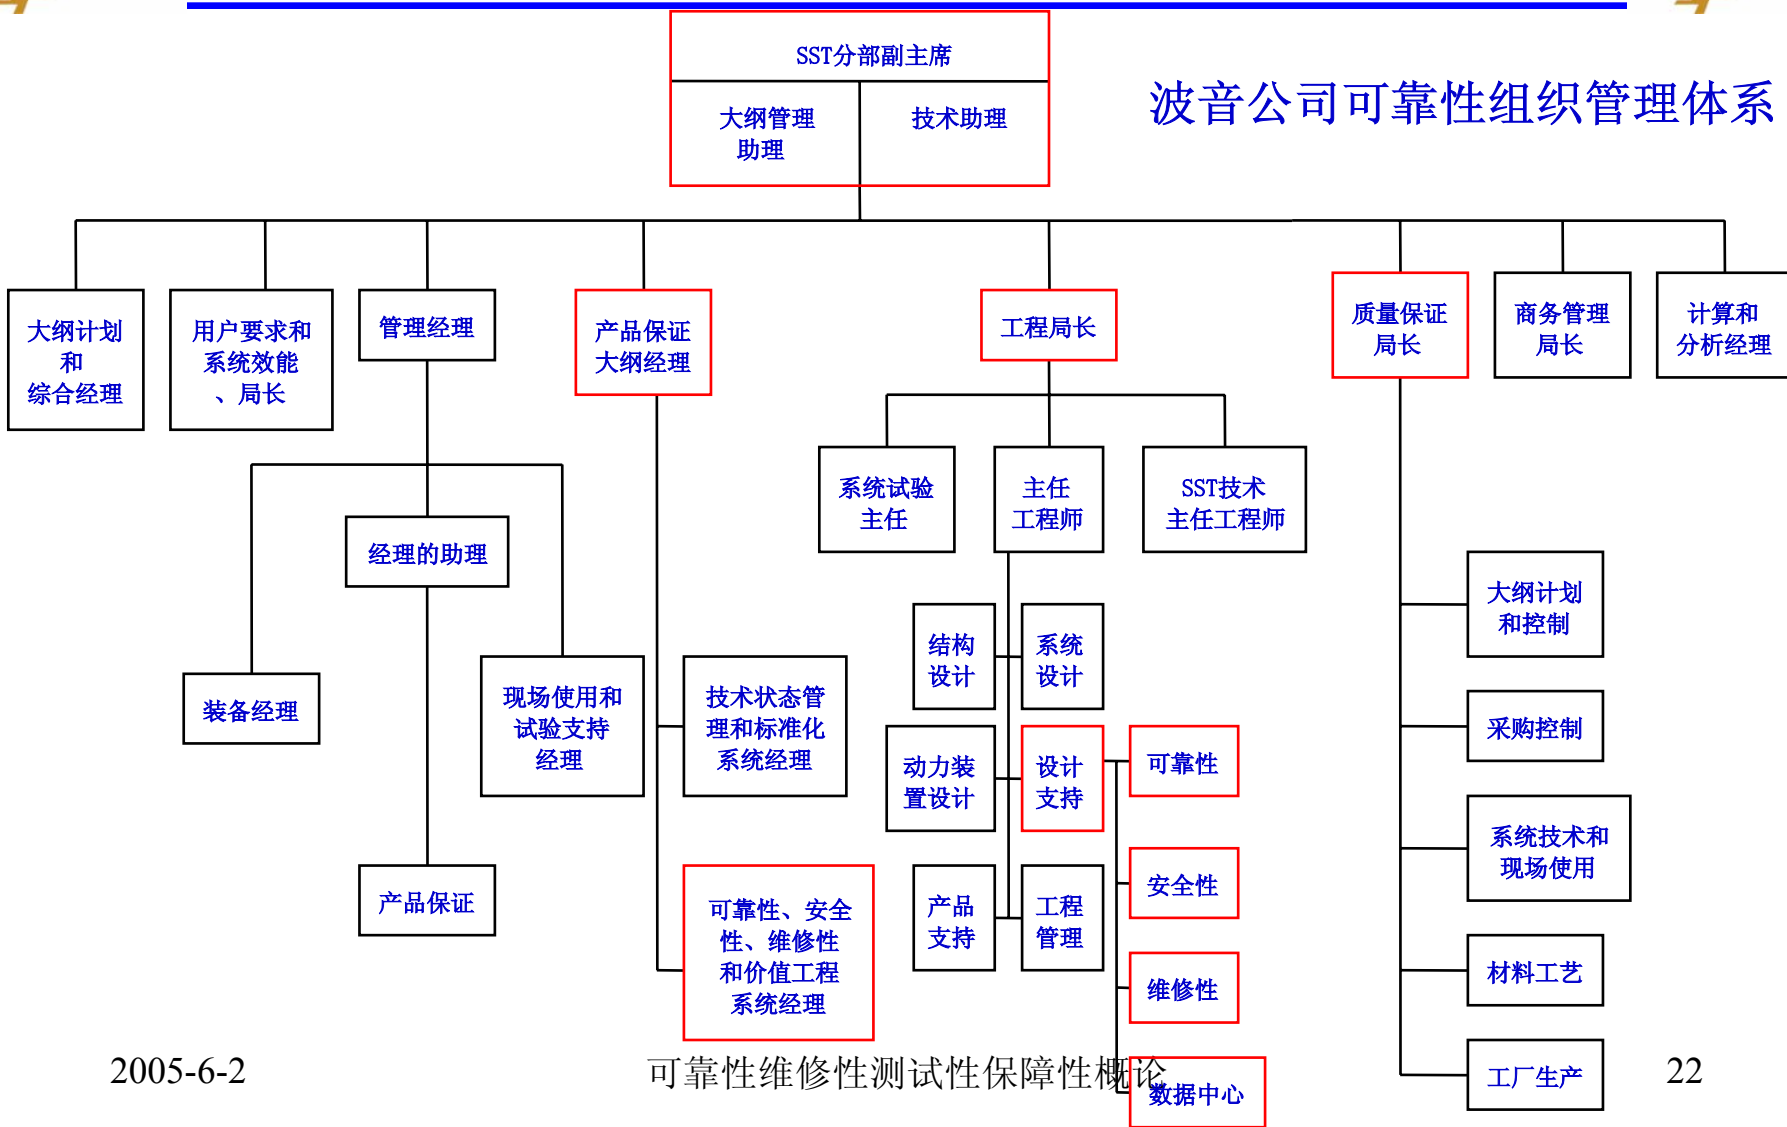 SST分部副主席
大纲管理
助理
技术助理
波音公司可靠性组织管理体系
大纲计划
和
综合经理
用户要求和
系统效能
、局长
管理经理
产品保证
大纲经理
工程局长
质量保证
局长
商务管理
局长
计算和
分析经理
系统试验
主任
主任
工程师
SST技术
主任工程师
经理的助理
大纲计划
和控制
结构
设计
系统
设计
装备经理
现场使用和
试验支持
经理
技术状态管
理和标准化
系统经理
采购控制
动力装
置设计
设计
支持
可靠性
系统技术和
现场使用
安全性
产品保证
可靠性、安全
性、维修性
和价值工程
系统经理
产品
支持
工程
管理
维修性
材料工艺
数据中心
工厂生产
2005-6-2
可靠性维修性测试性保障性概论
22